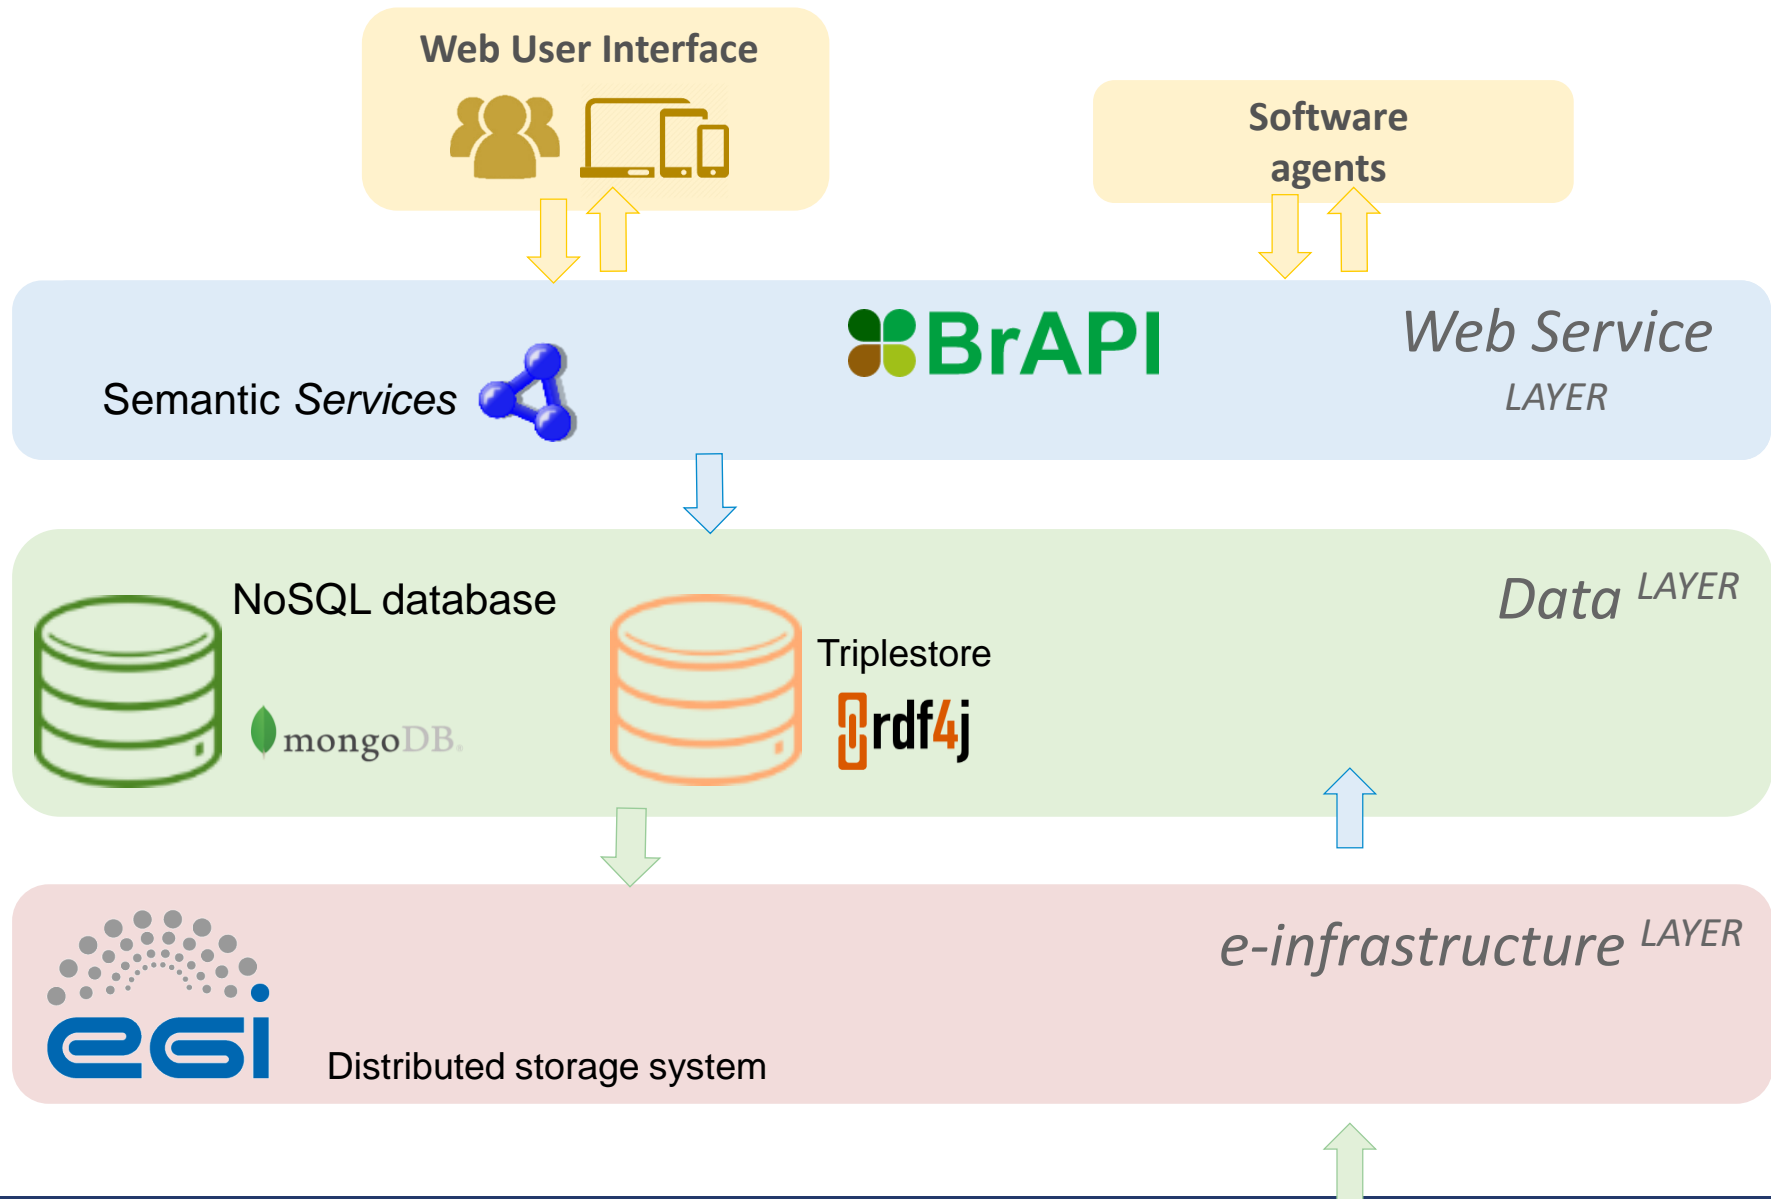 Web User Interface
Software
agents
BrAPI
Web Service
LAYER
Semantic Services
NoSQL database
Data LAYER
Triplestore
rdf4j
mongoDB
e-infrastructure LAYER
egi
Distributed storage system